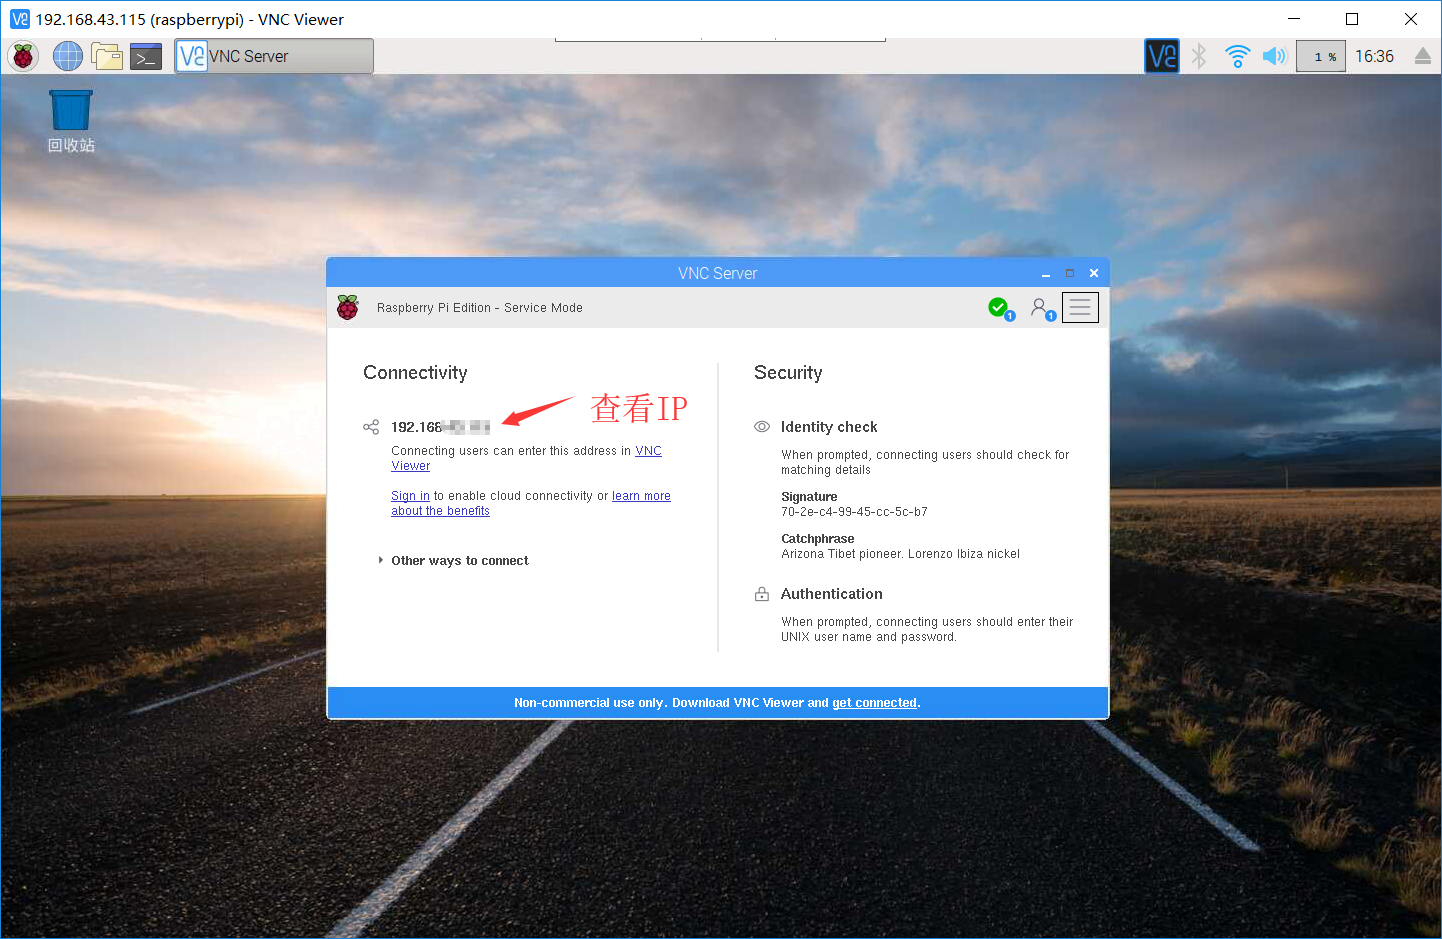 192.168.43.115 (raspberrypi) - VNC Viewer
VNC Server
1 %
16:36
回收站
VNC Server
Raspberry Pi Edition - Service Mode
1
1
Connectivity
192.168
查看IP
Connecting users can enter this address in VNC
Viewer
Sign in to enable cloud connectivity or learn more
about the benefits
Other ways to connect
Security
Identity check
When prompted, connecting users should check for
matching details
Signature
70-2e-c4-99-45-cc-5c-b7
Catchphrase
Arizona Tibet pioneer. Lorenzo Ibiza nickel
Authentication
When prompted, connecting users should enter their
UNIX user name and password.
Non-commercial use only. Download VNC Viewer and get connected.